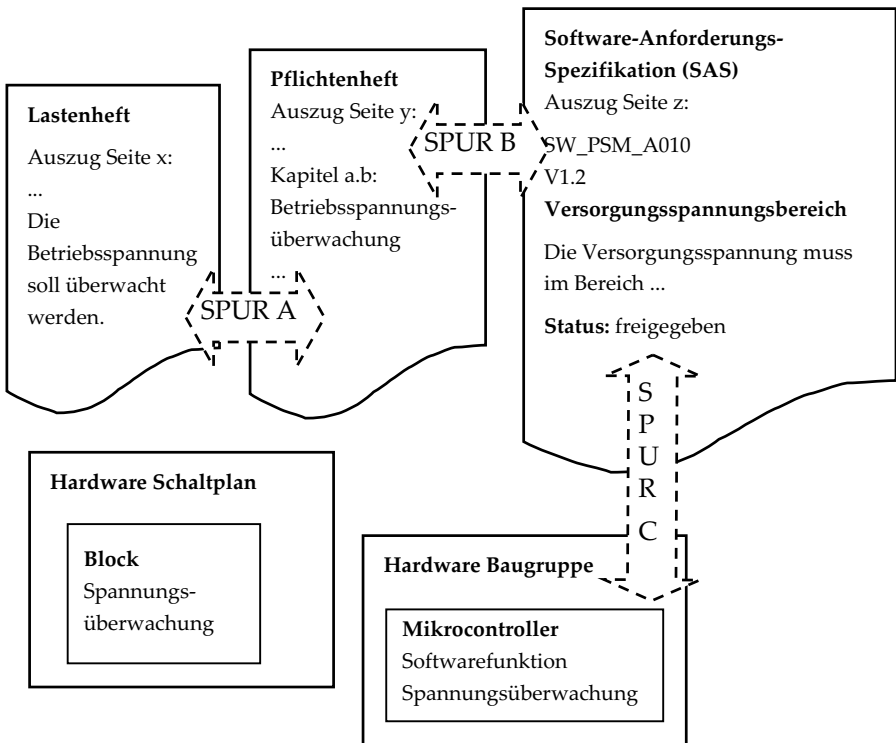 Lastenheft
Auszug Seite x:
...
Die
Betriebsspannung
soll überwacht
werden.
SPUR A
Pflichtenheft
Auszug Seite y:
...
Kapitel a.b:
Betriebsspannungs-
überwachung
...
SPUR B
Software-Anforderungs-
Spezifikation (SAS)
Auszug Seite z:
SW_PSM_A010
V1.2
Versorgungsspannungsbereich
Die Versorgungsspannung muss
im Bereich ...
Status: freigegeben
S
P
U
R
C
Hardware Schaltplan
Block
Spannungs-
überwachung
Hardware Baugruppe
Mikrocontroller
Softwarefunktion
Spannungsüberwachung